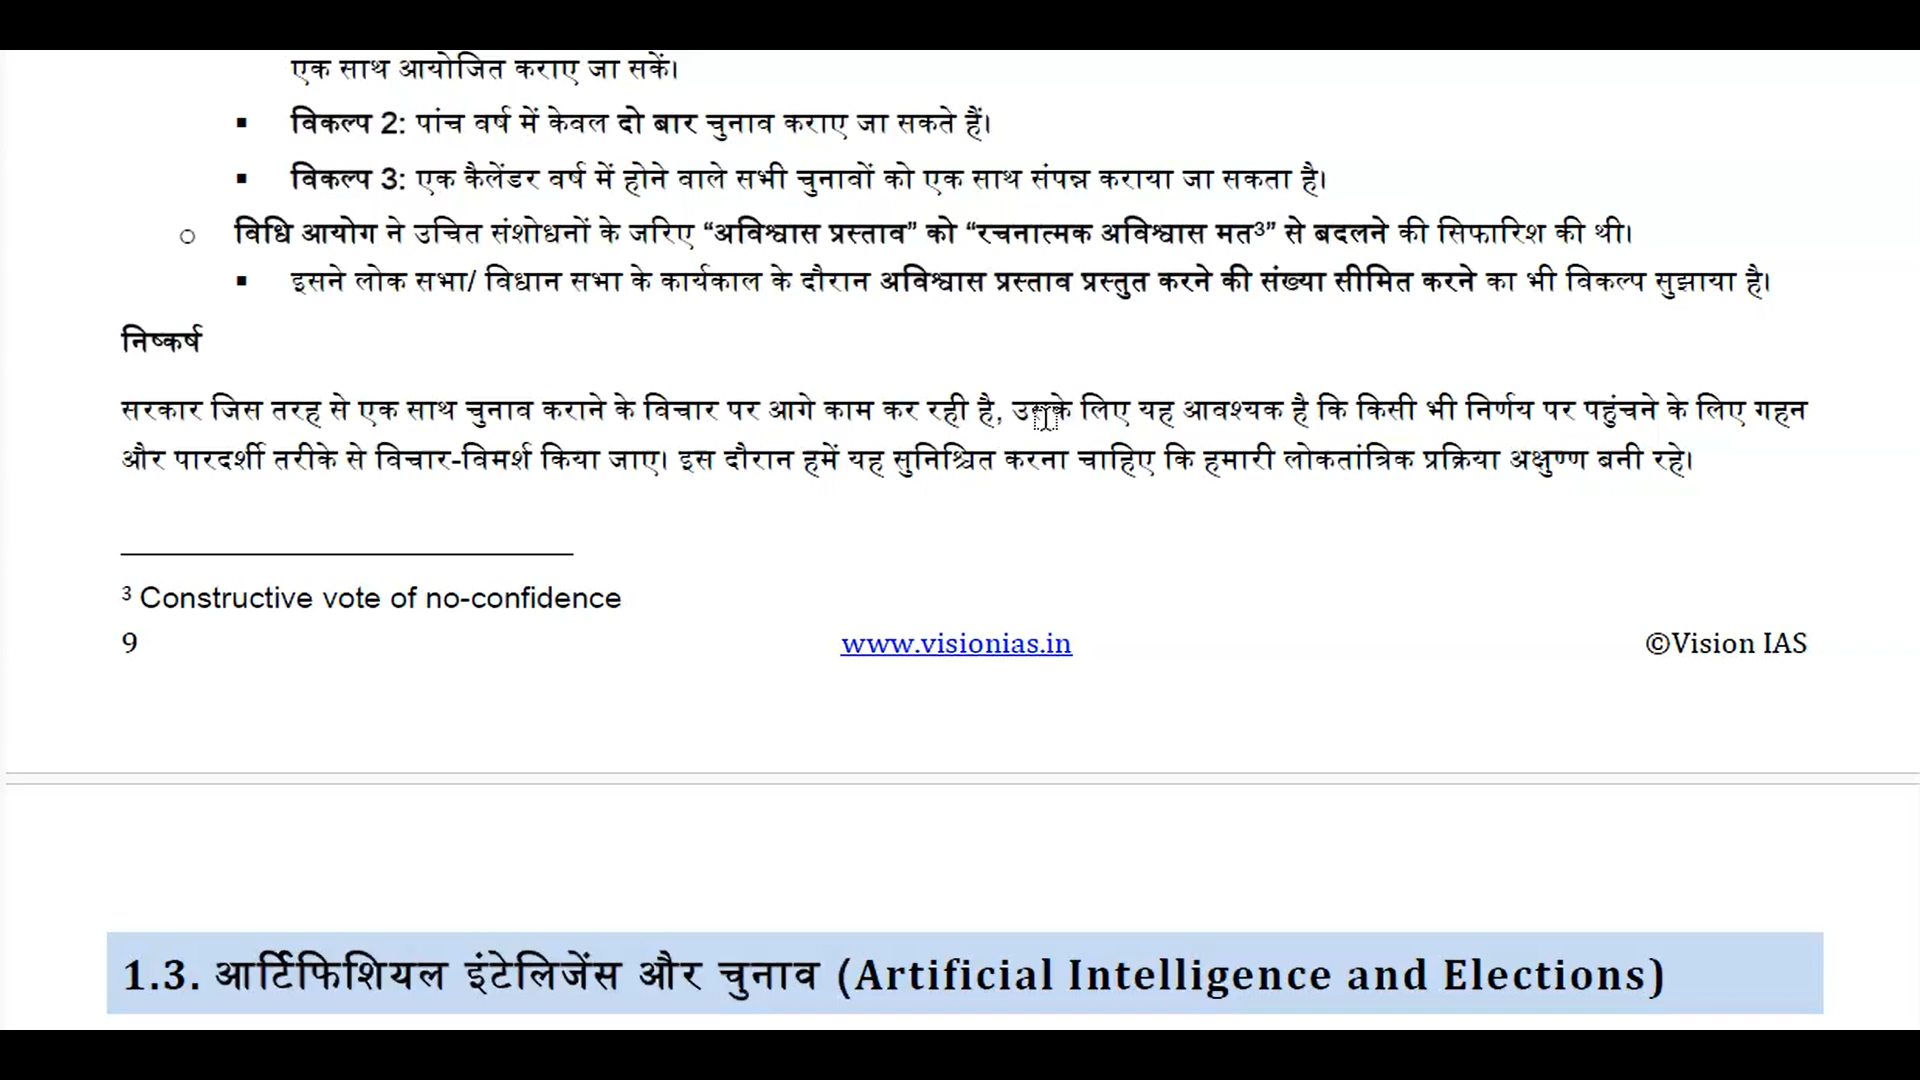 एक साथ आयोजित कराए जा सकें।
▪ विकल्प 2: पांच वर्ष में केवल दो बार चुनाव कराए जा सकते हैं।
▪ विकल्प 3: एक कैलेंडर वर्ष में होने वाले सभी चुनावों को एक साथ संपन्न कराया जा सकता है।
○ विधि आयोग ने उचित संशोधनों के जरिए “अविश्वास प्रस्ताव” को “रचनात्मक अविश्वास मत³” से बदलने की सिफारिश की थी।
▪ इसने लोक सभा/ विधान सभा के कार्यकाल के दौरान अविश्वास प्रस्ताव प्रस्तुत करने की संख्या सीमित करने का भी विकल्प सुझाया है।
निष्कर्ष
सरकार जिस तरह से एक साथ चुनाव कराने के विचार पर आगे काम कर रही है, उसके लिए यह आवश्यक है कि किसी भी निर्णय पर पहुंचने के लिए गहन
और पारदर्शी तरीके से विचार-विमर्श किया जाए। इस दौरान हमें यह सुनिश्चित करना चाहिए कि हमारी लोकतांत्रिक प्रक्रिया अक्षुण्ण बनी रहे।
³ Constructive vote of no-confidence
9 www.visionias.in ©Vision IAS
1.3. आर्टिफिशियल इंटेलिजेंस और चुनाव (Artificial Intelligence and Elections)